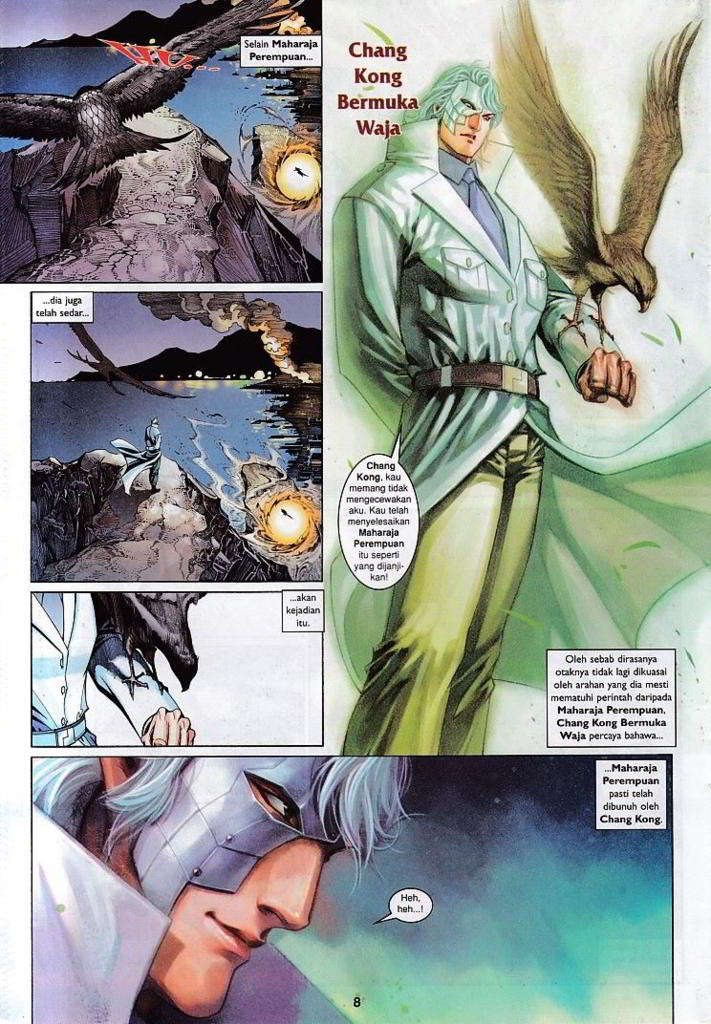 Selain Maharaja
Perempuan...
Chang
Kong
Bermuka
Waja
...dia juga
telah sedar...
Chang
Kong, kau
memang tidak
mengecewakan
aku. Kau telah
menyelesaikan
Maharaja
Perempuan
itu seperti
yang dijanji-
kan!
...akan
kejadian
itu.
Oleh sebab dirasanya
otaknya tidak lagi dikuasai
oleh arahan yang dia mesti
mematuhi perintah daripada
Maharaja Perempuan,
Chang Kong Bermuka
Waja percaya bahawa...
...Maharaja
Perempuan
pasti telah
dibunuh oleh
Chang Kong.
Heh,
heh...!
8